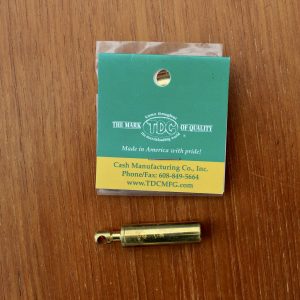 THE MARK TDC OF QUALITY
Made in America with pride!
Cash Manufacturing Co., Inc.
Phone/Fax: 608-849-5664
www.TDCMFG.com